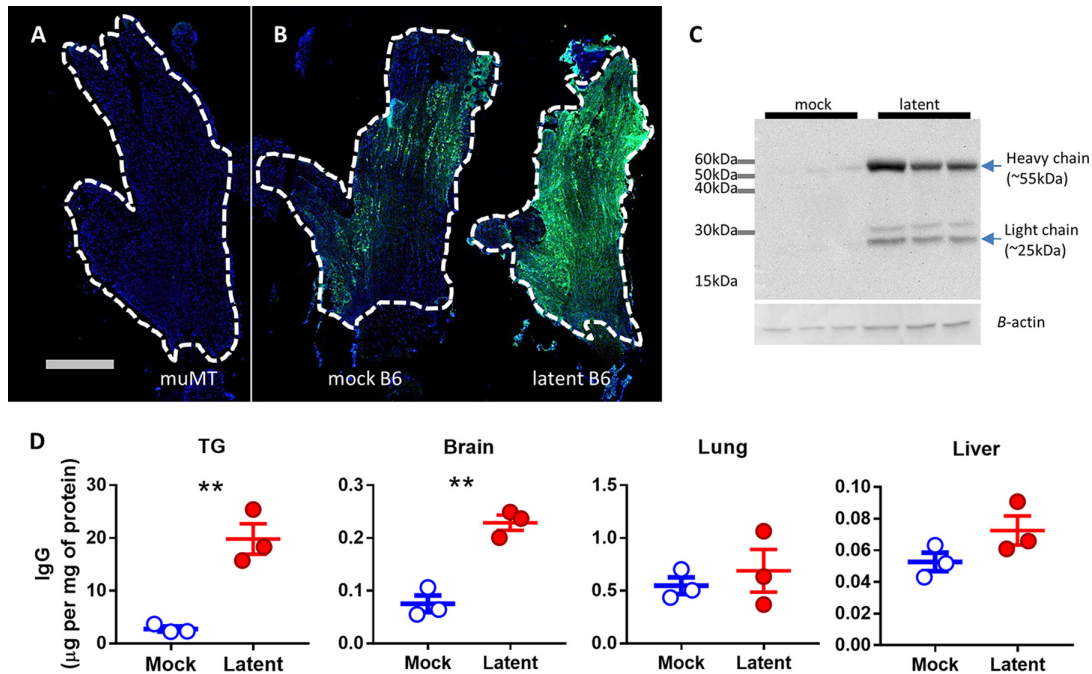 A
B
muMT
mock B6
latent B6
C
mock
latent
60kDa
50kDa
40kDa
30kDa
15kDa
Heavy chain
(~55kDa)
Light chain
(~25kDa)
B-actin
D
TG
IgG
(µg per mg of protein)
30
20
10
0
**
Mock
Latent
Brain
0.3
0.2
0.1
0.0
**
Mock
Latent
Lung
1.5
1.0
0.5
0.0
Mock
Latent
Liver
0.10
0.08
0.06
0.04
0.02
0.00
Mock
Latent